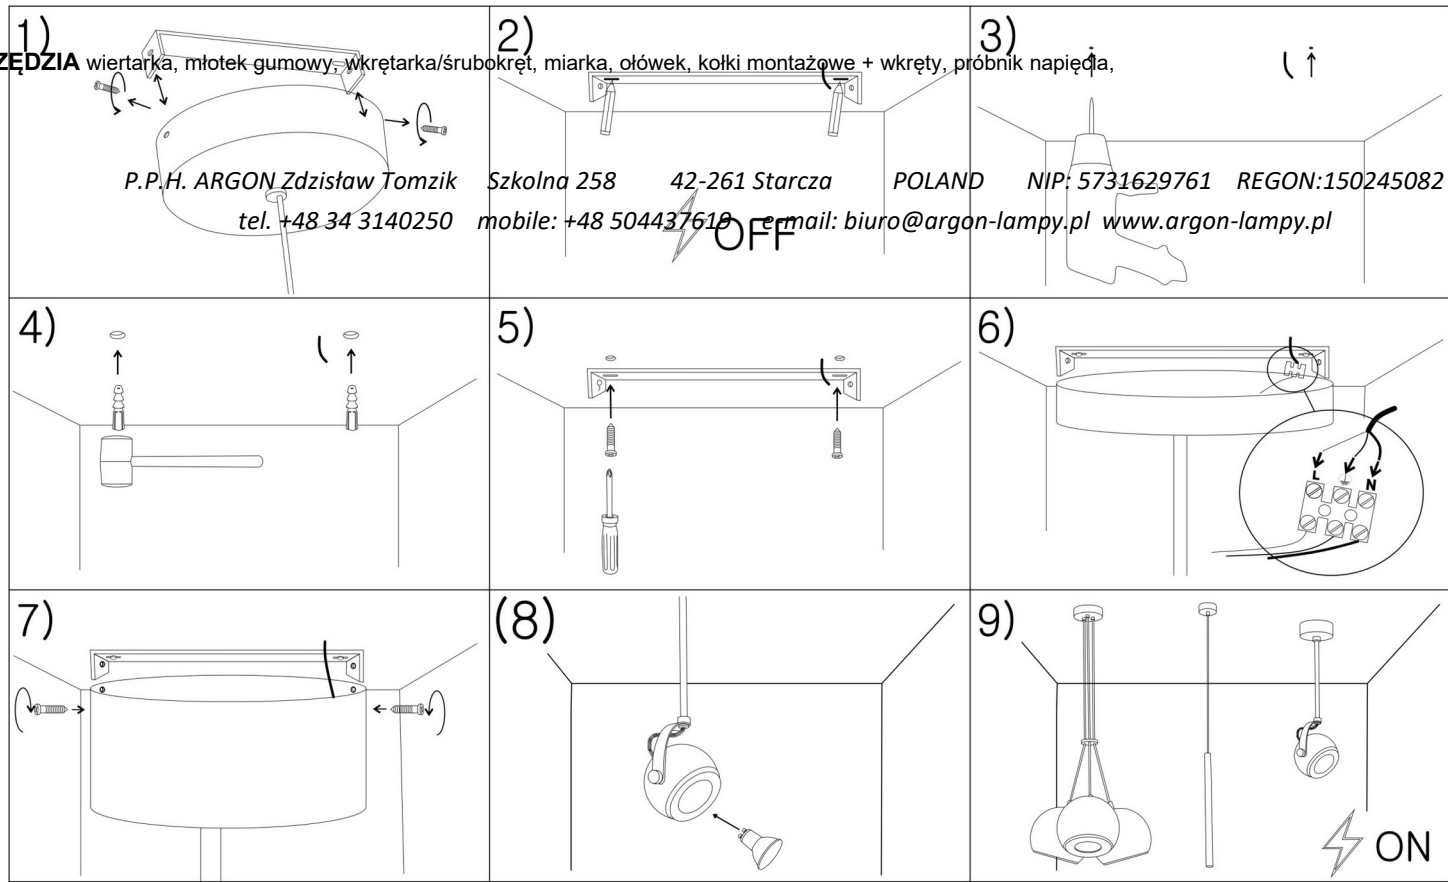 1)
2)
3)
ZĘDZIA wiertarka, młotek gumowy, wkrętarka/śrubokręt, miarka, ołówek, kołki montażowe + wkręty, próbnik napięcia,
P.P.H. ARGON Zdzisław Tomzik Szkolna 258 42-261 Starcza POLAND NIP: 5731629761 REGON:150245082
tel. +48 34 3140250 mobile: +48 504437619 e-mail: biuro@argon-lampy.pl www.argon-lampy.pl
OFF
4)
5)
6)
L
N
7)
(8)
9)
ON